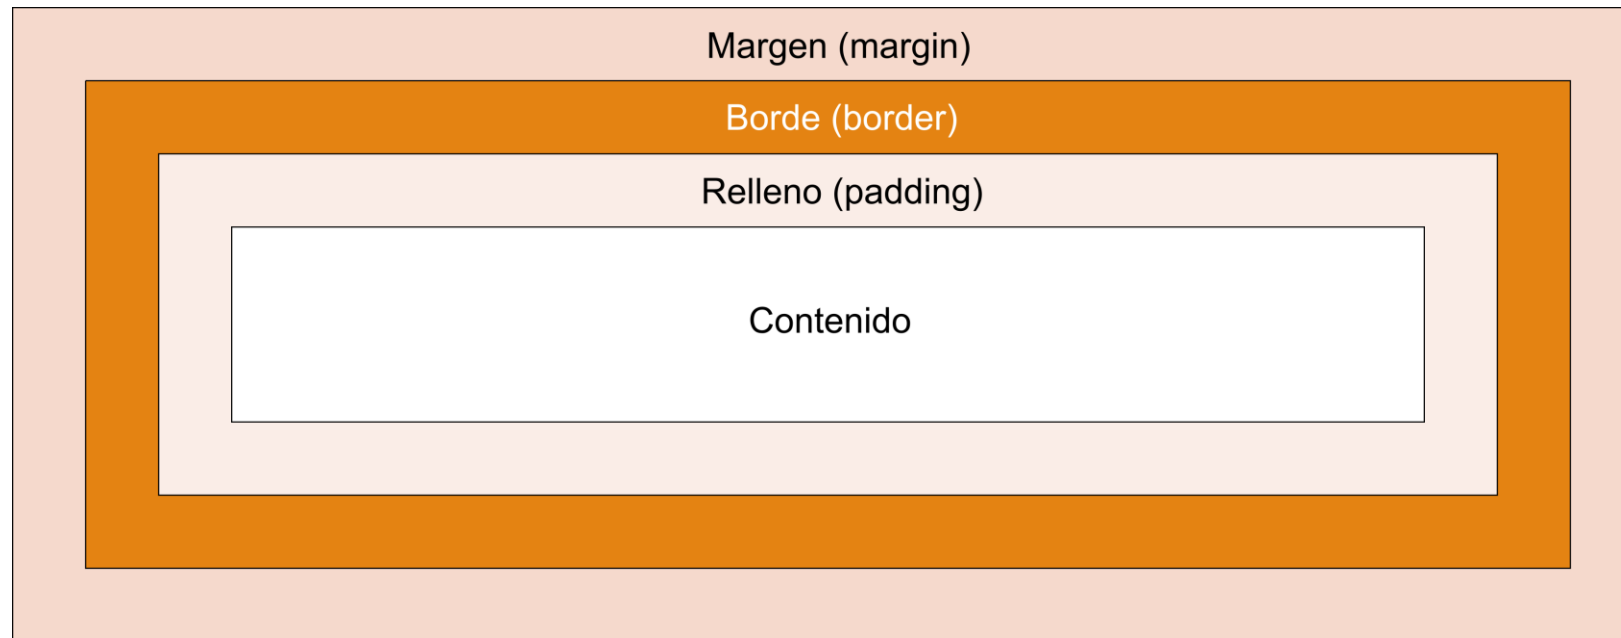 Margen (margin)
Borde (border)
Relleno (padding)
Contenido